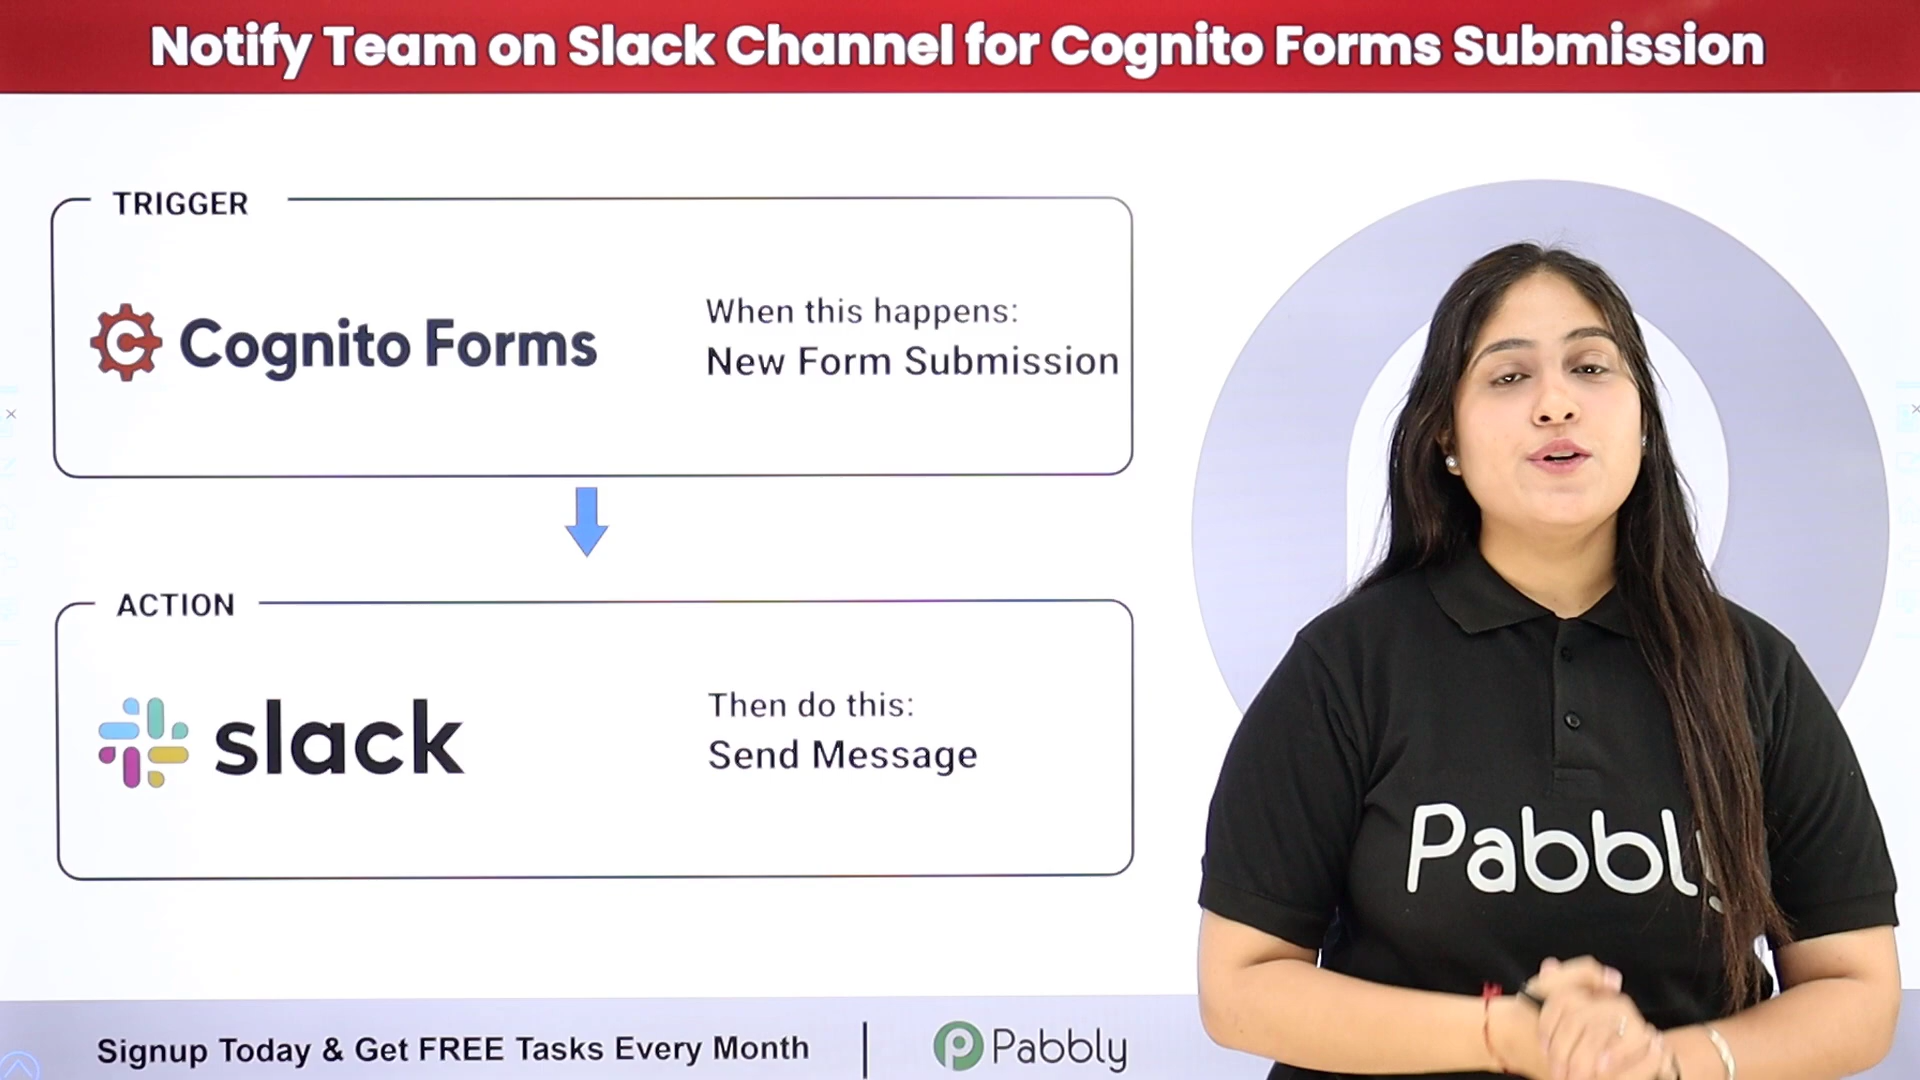 Notify Team on Slack Channel for Cognito Forms Submission
TRIGGER
Cognito Forms
When this happens:
New Form Submission
ACTION
slack
Then do this:
Send Message
Pabbly
Signup Today & Get FREE Tasks Every Month
Pabbly